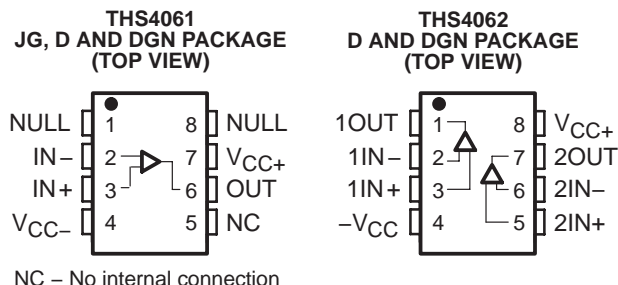 THS4061
JG, D AND DGN PACKAGE
(TOP VIEW)
NULL 1 8 NULL
IN− 2 7 VCC+
IN+ 3 6 OUT
VCC− 4 5 NC
NC − No internal connection
THS4062
D AND DGN PACKAGE
(TOP VIEW)
1OUT 1 8 VCC+
1IN− 2 7 2OUT
1IN+ 3 6 2IN−
−VCC 4 5 2IN+